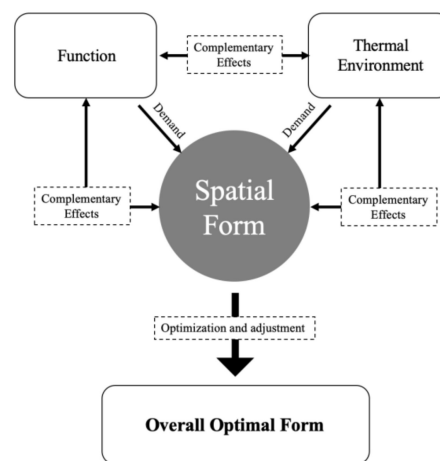 Function
Complementary
Effects
Thermal
Environment
Demand
Demand
Spatial
Form
Complementary
Effects
Complementary
Effects
Optimization and adjustment
Overall Optimal Form